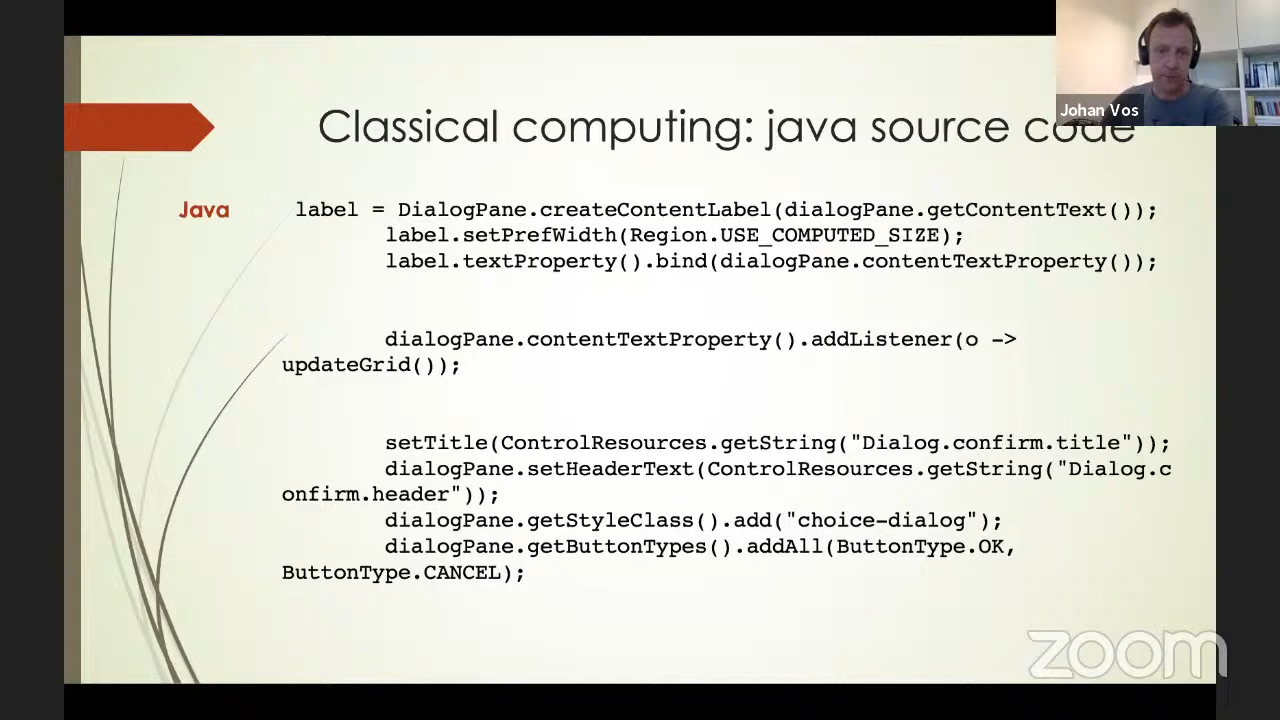 Johan Vos
Classical computing: java source code
Java
label = DialogPane.createContentLabel(dialogPane.getContentText());
label.setPrefWidth(Region.USE_COMPUTED_SIZE);
label.textProperty().bind(dialogPane.contentTextProperty());
dialogPane.contentTextProperty().addListener(o ->
updateGrid());
setTitle(ControlResources.getString("Dialog.confirm.title"));
dialogPane.setHeaderText(ControlResources.getString("Dialog.c
onfirm.header"));
dialogPane.getStyleClass().add("choice-dialog");
dialogPane.getButtonTypes().addAll(ButtonType.OK,
ButtonType.CANCEL);
zoom